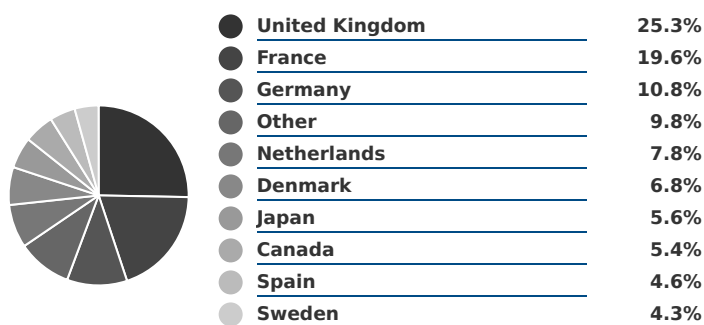 United Kingdom 25.3%
France 19.6%
Germany 10.8%
Other 9.8%
Netherlands 7.8%
Denmark 6.8%
Japan 5.6%
Canada 5.4%
Spain 4.6%
Sweden 4.3%